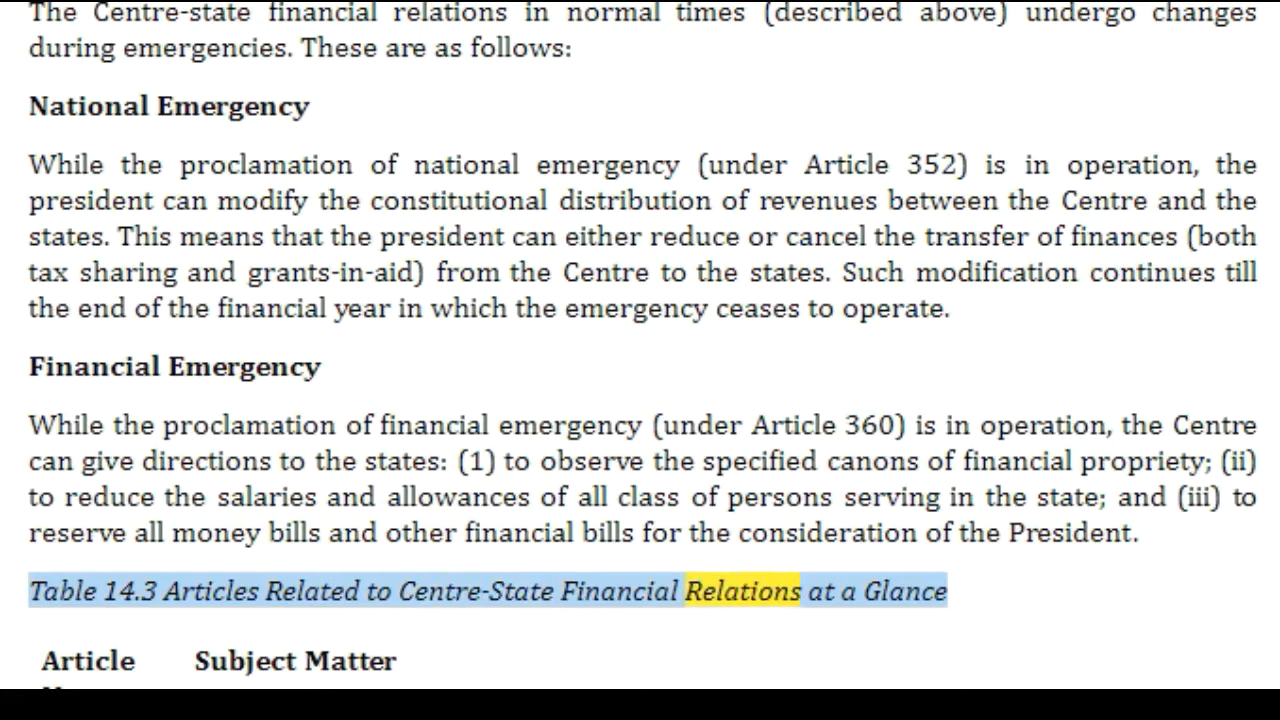 The Centre-state financial relations in normal times (described above) undergo changes
during emergencies. These are as follows:
National Emergency
While the proclamation of national emergency (under Article 352) is in operation, the
president can modify the constitutional distribution of revenues between the Centre and the
states. This means that the president can either reduce or cancel the transfer of finances (both
tax sharing and grants-in-aid) from the Centre to the states. Such modification continues till
the end of the financial year in which the emergency ceases to operate.
Financial Emergency
While the proclamation of financial emergency (under Article 360) is in operation, the Centre
can give directions to the states: (1) to observe the specified canons of financial propriety; (ii)
to reduce the salaries and allowances of all class of persons serving in the state; and (iii) to
reserve all money bills and other financial bills for the consideration of the President.
Table 14.3 Articles Related to Centre-State Financial Relations at a Glance
Article Subject Matter